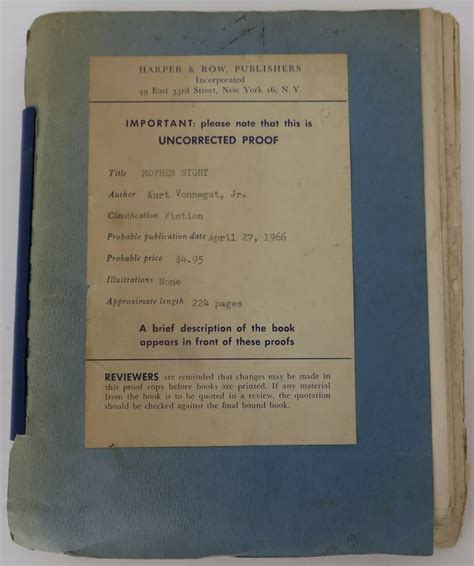 HARPER & ROW, PUBLISHERS
Incorporated
49 East 33rd Street, New York 16, N. Y.
IMPORTANT: please note that this is
UNCORRECTED PROOF
Title MOTHER NIGHT
Author Kurt Vonnegut, Jr.
Classification Fiction
Probable publication date April 27, 1966
Probable price $4.95
Illustrations None
Approximate length 224 pages
A brief description of the book
appears in front of these proofs
REVIEWERS are reminded that changes may be made in
this proof copy before books are printed. If any material
from the book is to be quoted in a review, the quotation
should be checked against the final bound book.